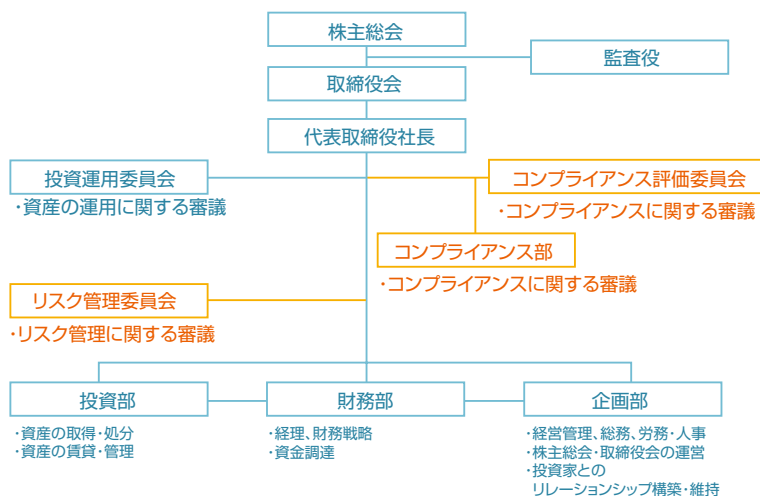 株主総会
監査役
取締役会
代表取締役社長
投資運用委員会
・資産の運用に関する審議
コンプライアンス評価委員会
・コンプライアンスに関する審議
コンプライアンス部
・コンプライアンスに関する審議
リスク管理委員会
・リスク管理に関する審議
投資部
・資産の取得・処分
・資産の賃貸・管理
財務部
・経理、財務戦略
・資金調達
企画部
・経営管理、総務、労務・人事
・株主総会・取締役会の運営
・投資家との
リレーションシップ構築・維持